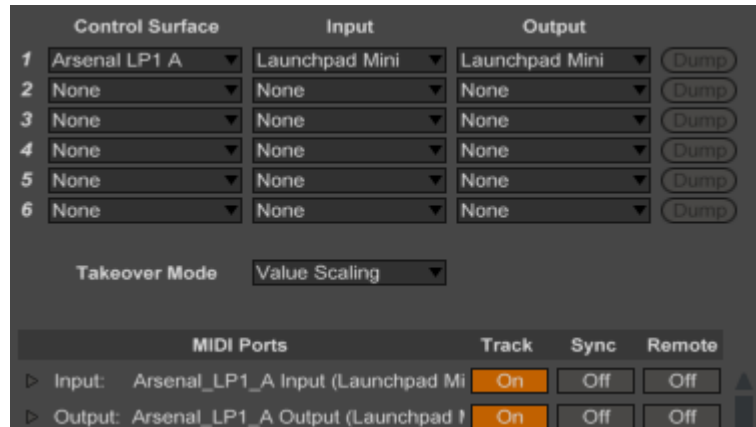 Control Surface Input Output
1 Arsenal LP1 A Launchpad Mini Launchpad Mini Dump
2 None None None Dump
3 None None None Dump
4 None None None Dump
5 None None None Dump
6 None None None Dump
Takeover Mode Value Scaling
MIDI Ports Track Sync Remote
Input: Arsenal_LP1_A Input (Launchpad Mi On Off Off
Output: Arsenal_LP1_A Output (Launchpad M On Off Off